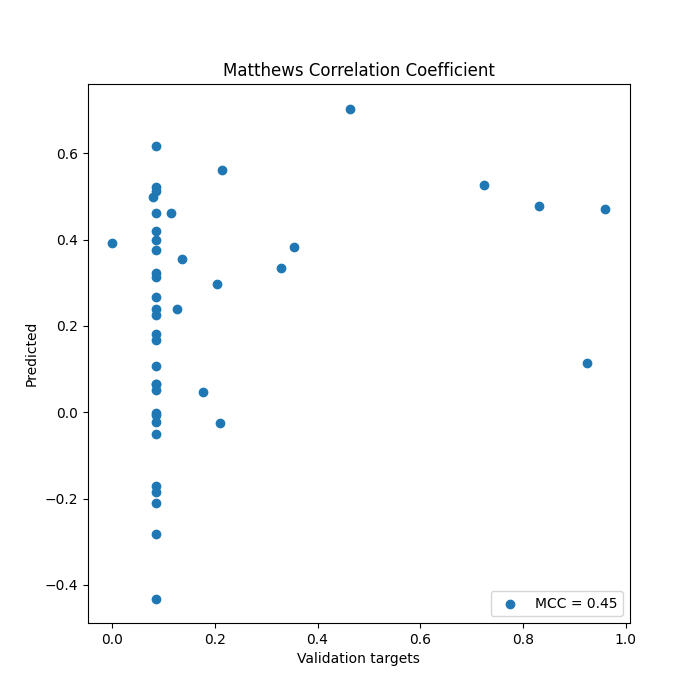 Matthews Correlation Coefficient
Predicted
0.6
0.4
0.2
0.0
−0.2
−0.4
MCC = 0.45
0.0 0.2 0.4 0.6 0.8 1.0
Validation targets